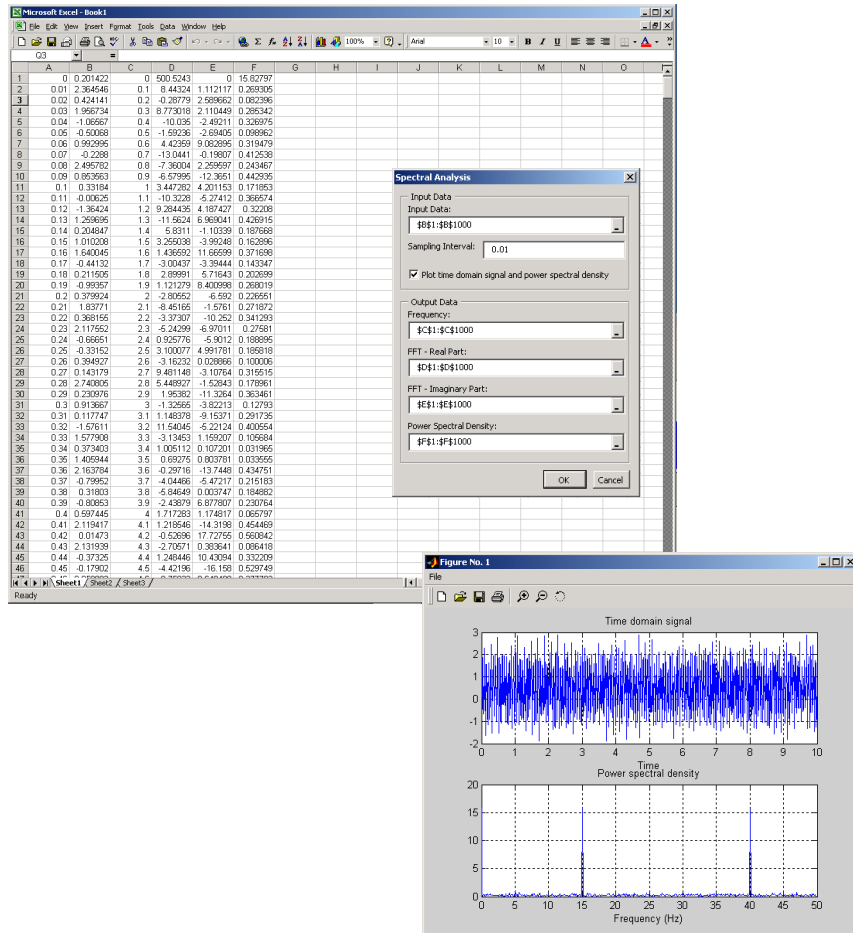 Microsoft Excel - Book1
File Edit View Insert Format Tools Data Window Help
100% Arial 10 B I U
Q3 =
A B C D E F G H I J K L M N O
1 0 0.201422 0 500.5243 0 15.82797
2 0.01 2.364546 0.1 8.44324 1.112117 0.269305
3 0.02 0.424141 0.2 -0.28779 2.589662 0.082396
4 0.03 1.956734 0.3 8.773018 2.110449 0.285342
5 0.04 -1.06567 0.4 -10.035 -2.49211 0.326975
6 0.05 -0.50068 0.5 -1.59236 -2.69405 0.098962
7 0.06 0.992995 0.6 4.42359 9.082895 0.319479
8 0.07 -0.2288 0.7 -13.0441 -0.19807 0.412538
9 0.08 2.495782 0.8 -7.36004 2.259597 0.243467
10 0.09 0.853563 0.9 -6.57995 -12.3651 0.442935
11 0.1 0.33184 1 3.447282 4.201153 0.171853
12 0.11 -0.00625 1.1 -10.3228 -5.27412 0.366574
13 0.12 -1.36424 1.2 9.284435 4.187427 0.32208
14 0.13 1.259695 1.3 -11.5624 6.969041 0.426915
15 0.14 0.204847 1.4 5.8311 -1.10339 0.187668
16 0.15 1.010208 1.5 3.255038 -3.99248 0.162896
17 0.16 1.640045 1.6 1.436592 11.66599 0.371698
18 0.17 -0.44132 1.7 -3.00437 -3.39444 0.143347
19 0.18 0.211505 1.8 2.89991 5.71643 0.202699
20 0.19 -0.99357 1.9 1.121279 8.400998 0.268019
21 0.2 0.379924 2 -2.80552 -6.592 0.226551
22 0.21 1.83771 2.1 -8.45165 -1.5761 0.271872
23 0.22 0.368155 2.2 -3.37307 -10.252 0.341293
24 0.23 2.117552 2.3 -5.24299 -6.97011 0.27581
25 0.24 -0.66651 2.4 0.925776 -5.9012 0.188895
26 0.25 -0.33152 2.5 3.100077 4.991781 0.185818
27 0.26 0.394927 2.6 -3.16232 0.028866 0.100006
28 0.27 0.143179 2.7 9.481148 -3.10764 0.315515
29 0.28 2.740805 2.8 5.448927 -1.52843 0.178961
30 0.29 0.230976 2.9 1.95382 -11.3264 0.363461
31 0.3 0.913667 3 -1.32565 -3.82213 0.12793
32 0.31 0.117747 3.1 1.148378 -9.15371 0.291735
33 0.32 -1.57611 3.2 11.54045 -5.22124 0.400554
34 0.33 1.577908 3.3 -3.13453 1.159207 0.105684
35 0.34 0.373403 3.4 1.005112 0.107201 0.031965
36 0.35 1.405944 3.5 0.69275 0.803781 0.033555
37 0.36 2.163784 3.6 -0.29716 -13.7448 0.434751
38 0.37 -0.79952 3.7 -4.04466 -5.47217 0.215183
39 0.38 0.31803 3.8 -5.84649 0.003747 0.184882
40 0.39 -0.80853 3.9 -2.43879 6.877807 0.230764
41 0.4 0.597445 4 1.717283 1.174817 0.065797
42 0.41 2.119417 4.1 1.218546 -14.3198 0.454469
43 0.42 0.01473 4.2 -0.52696 17.72755 0.560842
44 0.43 2.131939 4.3 -2.70571 0.383641 0.086418
45 0.44 -0.37325 4.4 1.248446 10.43094 0.332209
46 0.45 -0.17902 4.5 -4.42196 -16.158 0.529749
Sheet1 Sheet2 Sheet3
Ready
Spectral Analysis
Input Data
Input Data:
$B$1:$B$1000
Sampling Interval: 0.01
Plot time domain signal and power spectral density
Output Data
Frequency:
$C$1:$C$1000
FFT - Real Part:
$D$1:$D$1000
FFT - Imaginary Part:
$E$1:$E$1000
Power Spectral Density:
$F$1:$F$1000
OK Cancel
Figure No. 1
File
Time domain signal
3
2
1
0
-1
-2
0 1 2 3 4 5 6 7 8 9 10
Time
Power spectral density
20
15
10
5
0
0 5 10 15 20 25 30 35 40 45 50
Frequency (Hz)